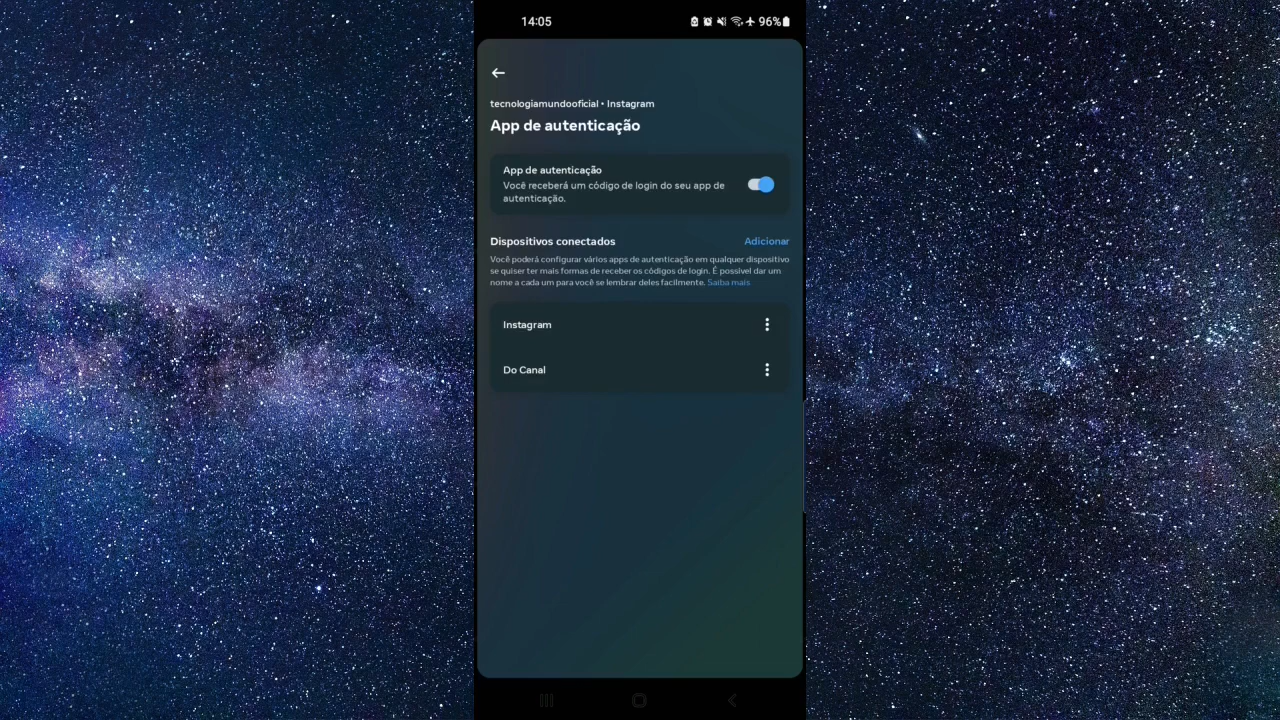 14:05
96%
tecnologiamundooficial • Instagram
App de autenticação
App de autenticação
Você receberá um código de login do seu app de
autenticação.
Dispositivos conectados
Adicionar
Você poderá configurar vários apps de autenticação em qualquer dispositivo
se quiser ter mais formas de receber os códigos de login. É possível dar um
nome a cada um para você se lembrar deles facilmente. Saiba mais
Instagram
Do Canal